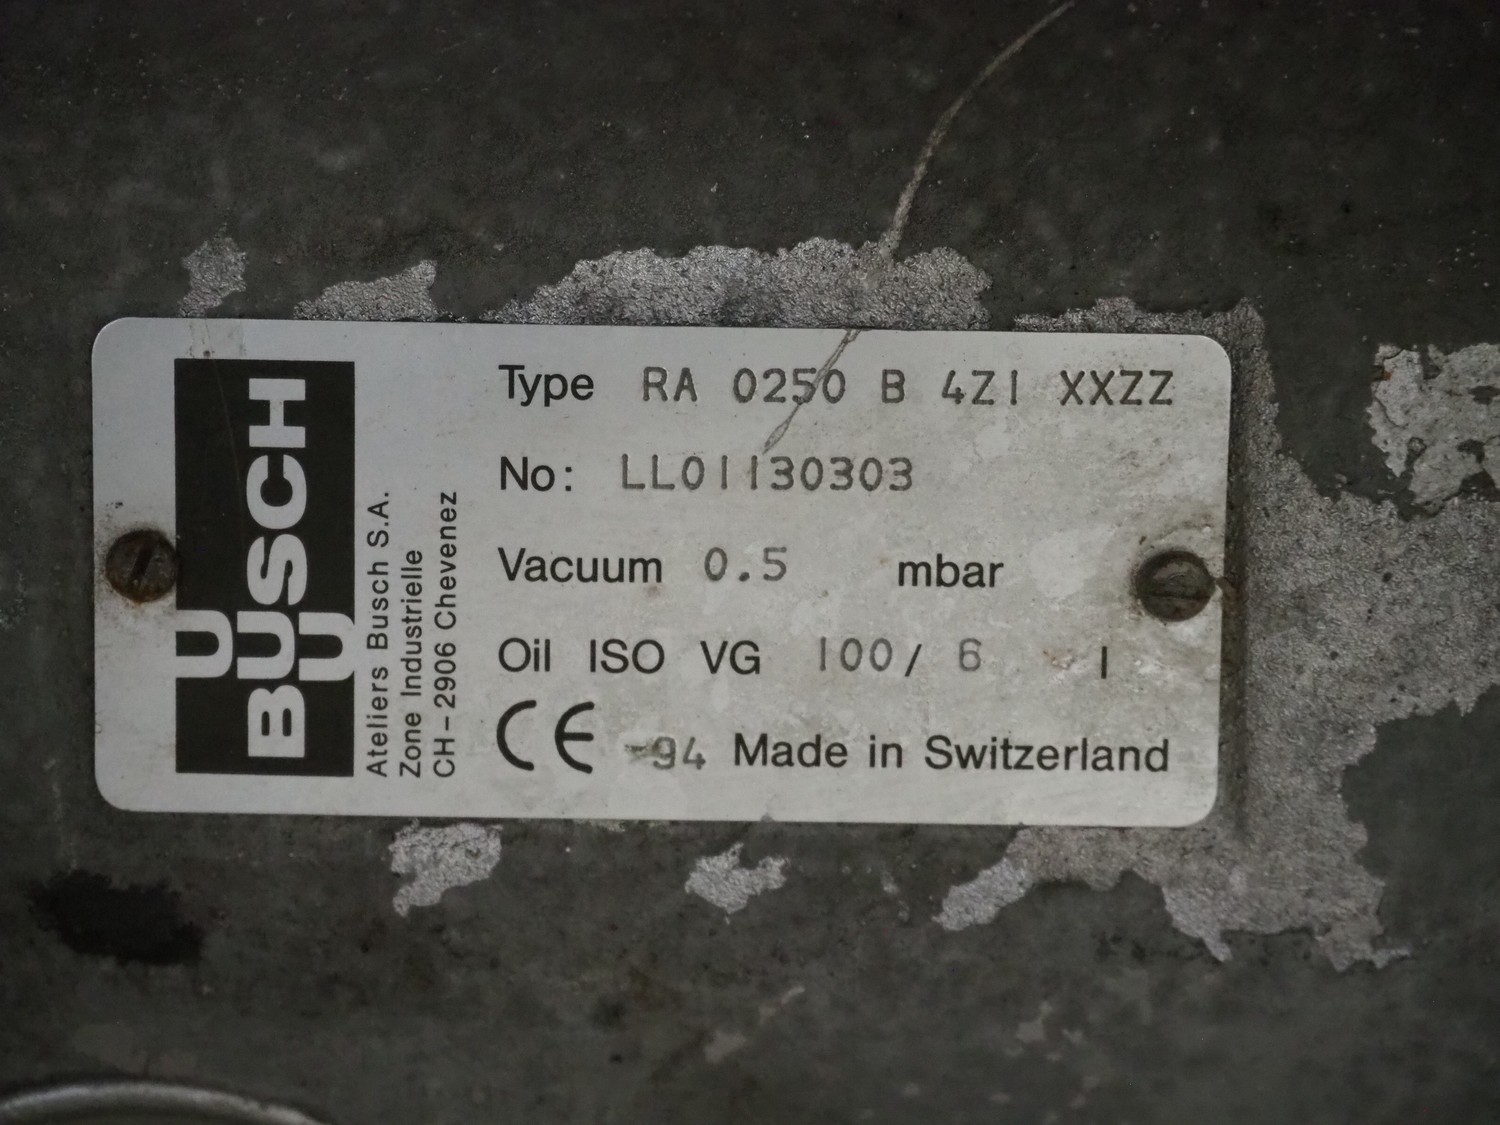 BUSCH
Ateliers Busch S.A.
Zone Industrielle
CH-2906 Chevenez
Type RA 0250 B 4Z1 XXZZ
No: LL01130303
Vacuum 0.5 mbar
Oil ISO VG 100/ 6 l
CE -94 Made in Switzerland